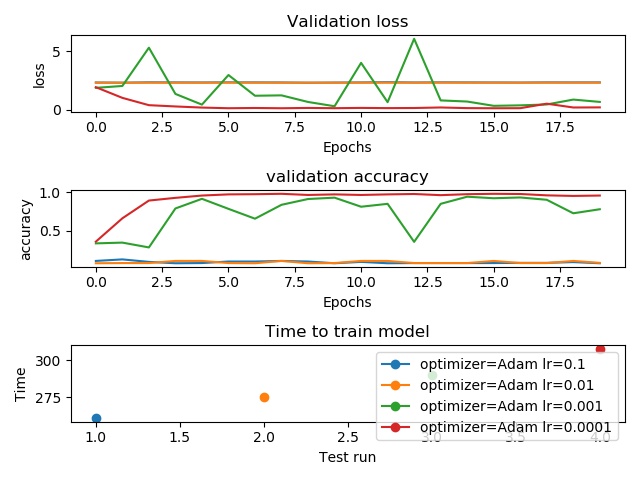 Validation loss
5
0
loss
0.0 2.5 5.0 7.5 10.0 12.5 15.0 17.5
Epochs
validation accuracy
1.0
0.5
accuracy
0.0 2.5 5.0 7.5 10.0 12.5 15.0 17.5
Epochs
Time to train model
300
275
Time
optimizer=Adam lr=0.1
optimizer=Adam lr=0.01
optimizer=Adam lr=0.001
optimizer=Adam lr=0.0001
1.0 1.5 2.0 2.5 3.0 3.5 4.0
Test run